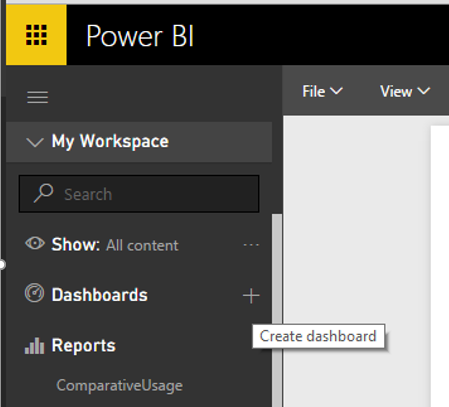 Power BI
File View
My Workspace
Search
Show: All content
Dashboards
Create dashboard
Reports
ComparativeUsage